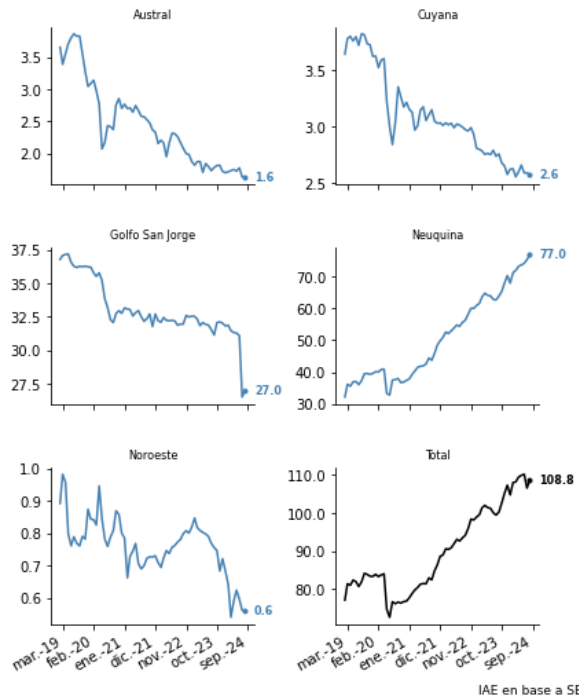 Austral
3.5
3.0
2.5
2.0
1.6
Cuyana
3.5
3.0
2.5
2.6
Golfo San Jorge
37.5
35.0
32.5
30.0
27.5
27.0
Neuquina
70.0
60.0
50.0
40.0
30.0
77.0
Noroeste
1.0
0.9
0.8
0.7
0.6
0.6
mar.-19
feb.-20
ene.-21
dic.-21
nov.-22
oct.-23
sep.-24
Total
110.0
100.0
90.0
80.0
108.8
mar.-19
feb.-20
ene.-21
dic.-21
nov.-22
oct.-23
sep.-24
IAE en base a SE